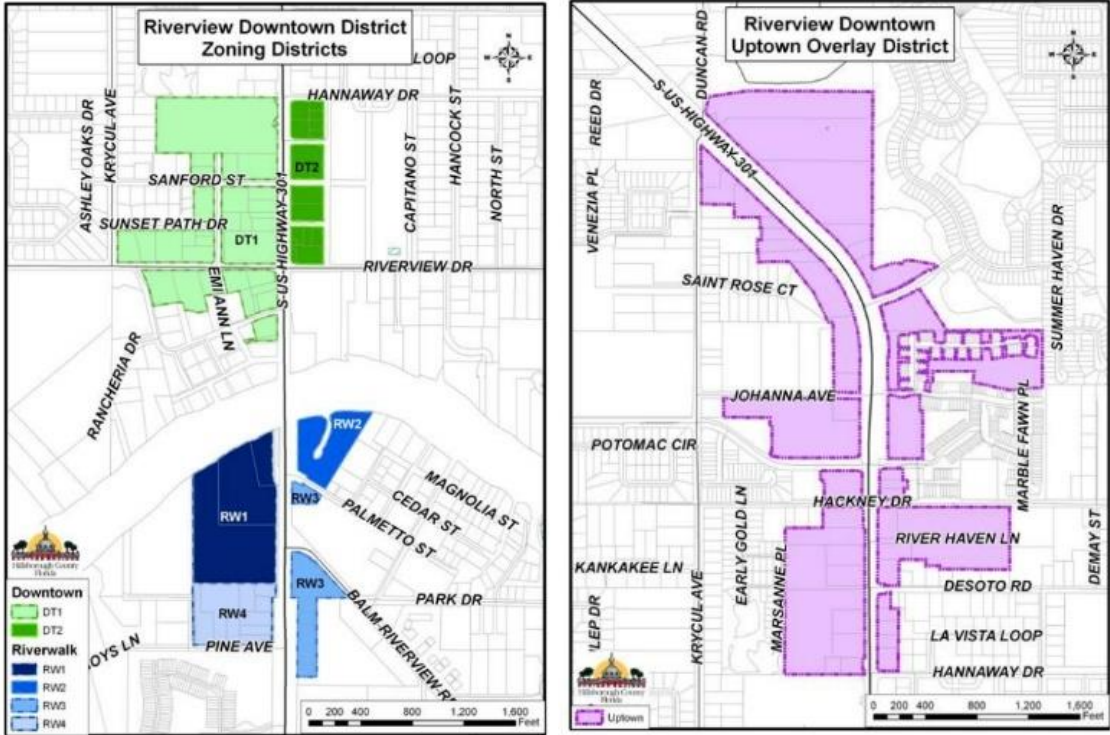 Riverview Downtown District
Zoning Districts
LOOP
HANNAWAY DR
ASHLEY OAKS DR
KRYCUL AVE
S-US-HIGHWAY-301
DT2
CAPITANO ST
HANCOCK ST
NORTH ST
SANFORD ST
SUNSET PATH DR
DT1
RIVERVIEW DR
EMI ANN LN
RANCHERIA DR
RW2
MAGNOLIA ST
CEDAR ST
PALMETTO ST
RW3
RW1
RW3
PARK DR
BALM-RIVERVIEW-R
RW4
PINE AVE
OYS LN
Hillsborough County
Florida
Downtown
DT1
DT2
Riverwalk
RW1
RW2
RW3
RW4
0 200 400 800 1,200 1,600
Feet
Riverview Downtown
Uptown Overlay District
DUNCAN RD
REED DR
S-US-HIGHWAY-301
VENEZIA PL
SAINT ROSE CT
SUMMER HAVEN DR
JOHANNA AVE
POTOMAC CIR
MARBLE FAWN PL
HACKNEY DR
EARLY GOLD LN
RIVER HAVEN LN
KANKAKEE LN
MARSANNE PL
DESOTO RD
DEMAY ST
'LEP DR
KRYCUL AVE
LA VISTA LOOP
HANNAWAY DR
Hillsborough County
Florida
Uptown
0 200 400 800 1,200 1,600
Feet